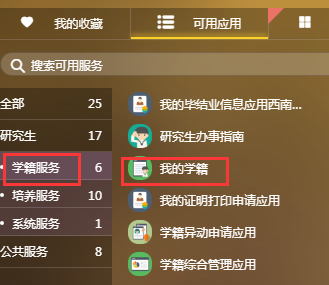 我的收藏
可用应用
搜索可用服务
全部 25
研究生 17
学籍服务 6
培养服务 10
系统服务 1
公共服务 8
我的毕结业信息应用西南...
研究生办事指南
我的学籍
我的证明打印申请应用
学籍异动申请应用
学籍综合管理应用